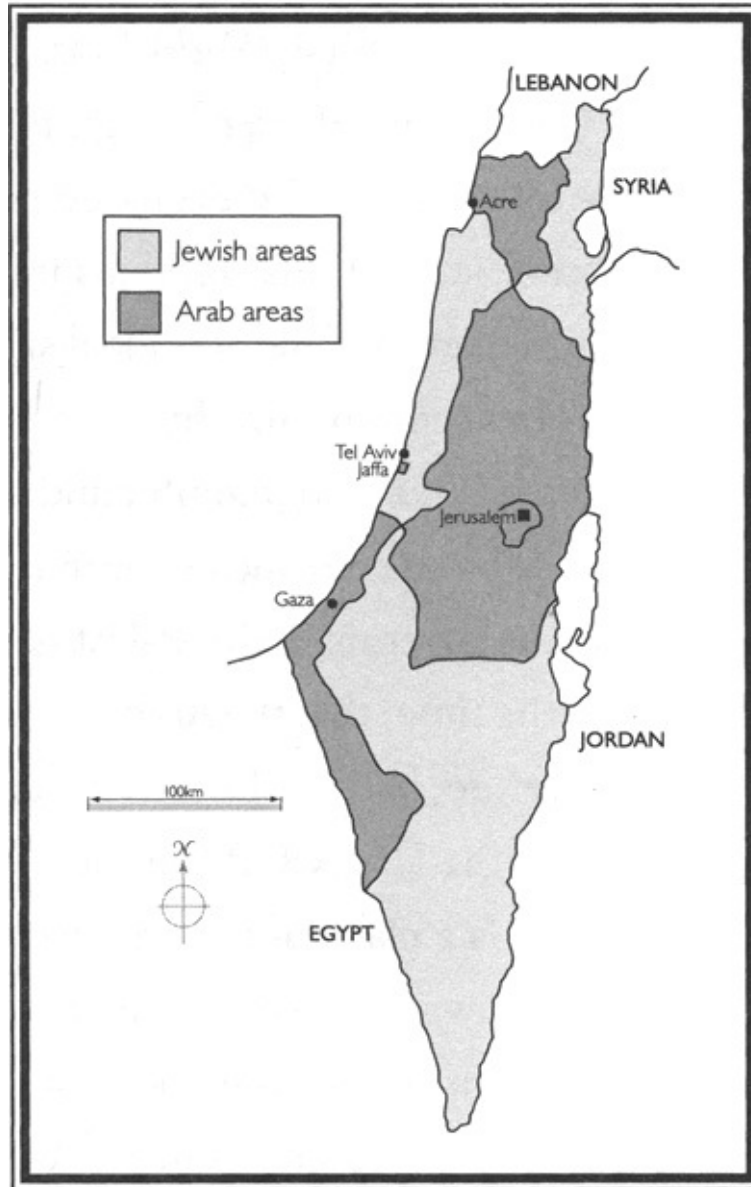 LEBANON
SYRIA
Acre
Jewish areas
Arab areas
Tel Aviv
Jaffa
Jerusalem
Gaza
JORDAN
100km
N
EGYPT